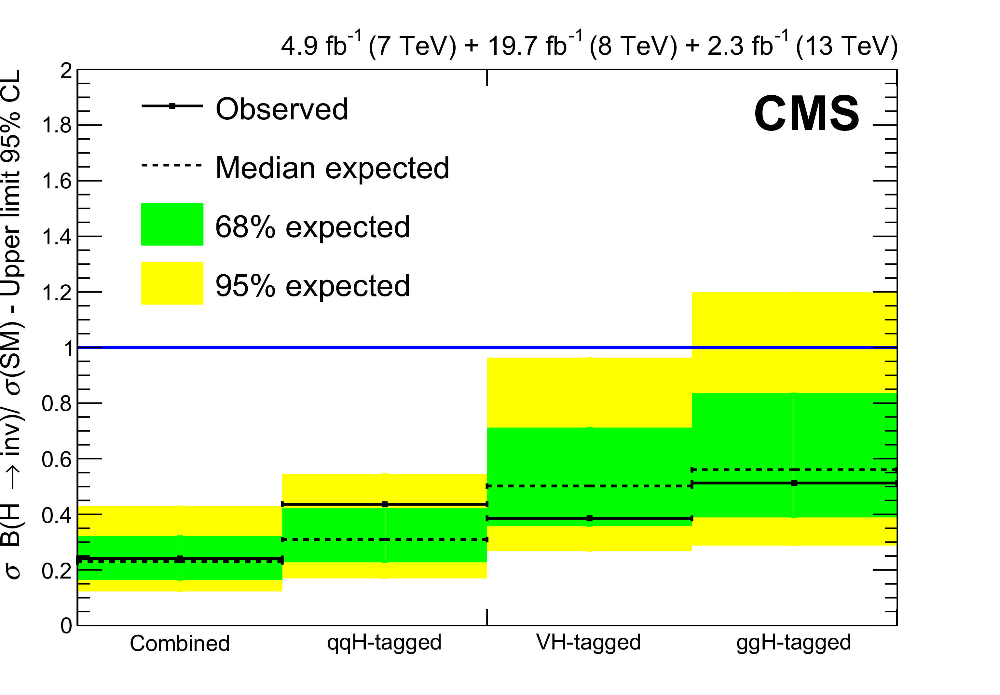 4.9 fb⁻¹ (7 TeV) + 19.7 fb⁻¹ (8 TeV) + 2.3 fb⁻¹ (13 TeV)
σ B(H → inv)/ σ(SM) - Upper limit 95% CL
2
1.8
1.6
1.4
1.2
1
0.8
0.6
0.4
0.2
0
CMS
Observed
Median expected
68% expected
95% expected
Combined
qqH-tagged
VH-tagged
ggH-tagged